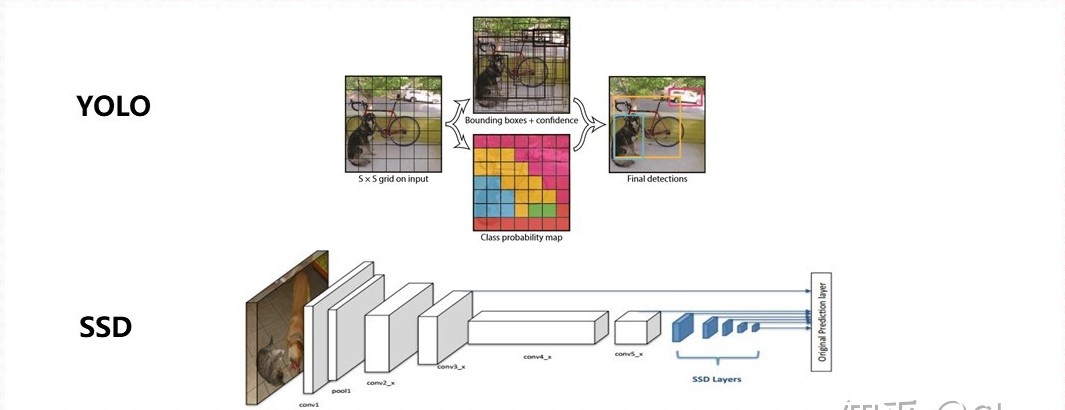 YOLO
Bounding boxes + confidence
S × S grid on input
Final detections
Class probability map
SSD
conv1
pool1
conv2_x
conv3_x
conv4_x
conv5_x
SSD Layers
Original Prediction layer